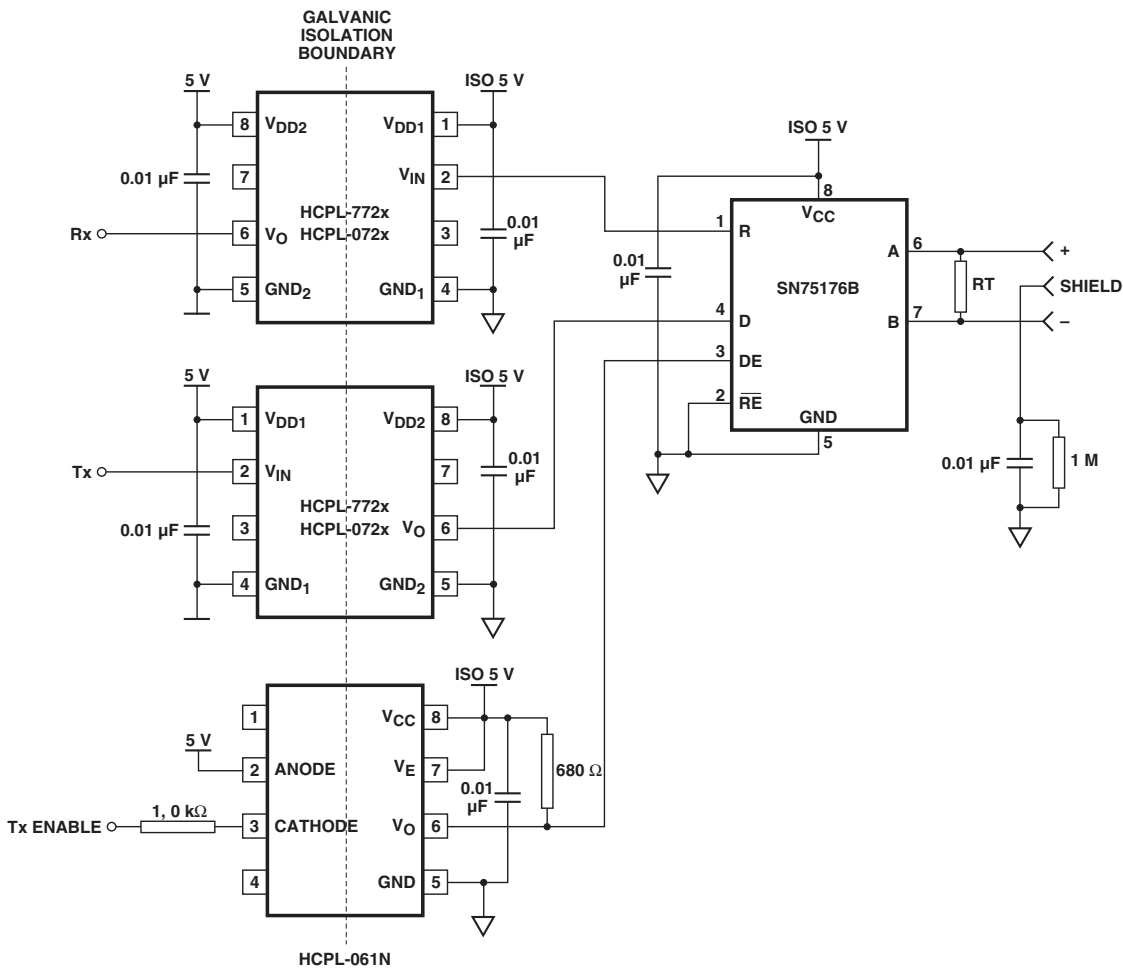 GALVANIC
ISOLATION
BOUNDARY
5 V
ISO 5 V
8 VDD2
VDD1 1
0.01 µF
7
VIN 2
HCPL-772x
HCPL-072x
Rx
6 VO
3
0.01
µF
5 GND2
GND1 4
ISO 5 V
8
VCC
1
R
0.01
µF
SN75176B
A
6
+
RT
SHIELD
4
D
B
7
–
3
DE
2
RE
GND
5
0.01 µF
1 M
5 V
ISO 5 V
1 VDD1
VDD2 8
Tx
2 VIN
7
0.01
µF
HCPL-772x
HCPL-072x
0.01 µF
3
VO 6
4 GND1
GND2 5
ISO 5 V
1
VCC 8
5 V
2 ANODE
VE 7
680 Ω
0.01
µF
1, 0 kΩ
Tx ENABLE
3 CATHODE
VO 6
4
GND 5
HCPL-061N